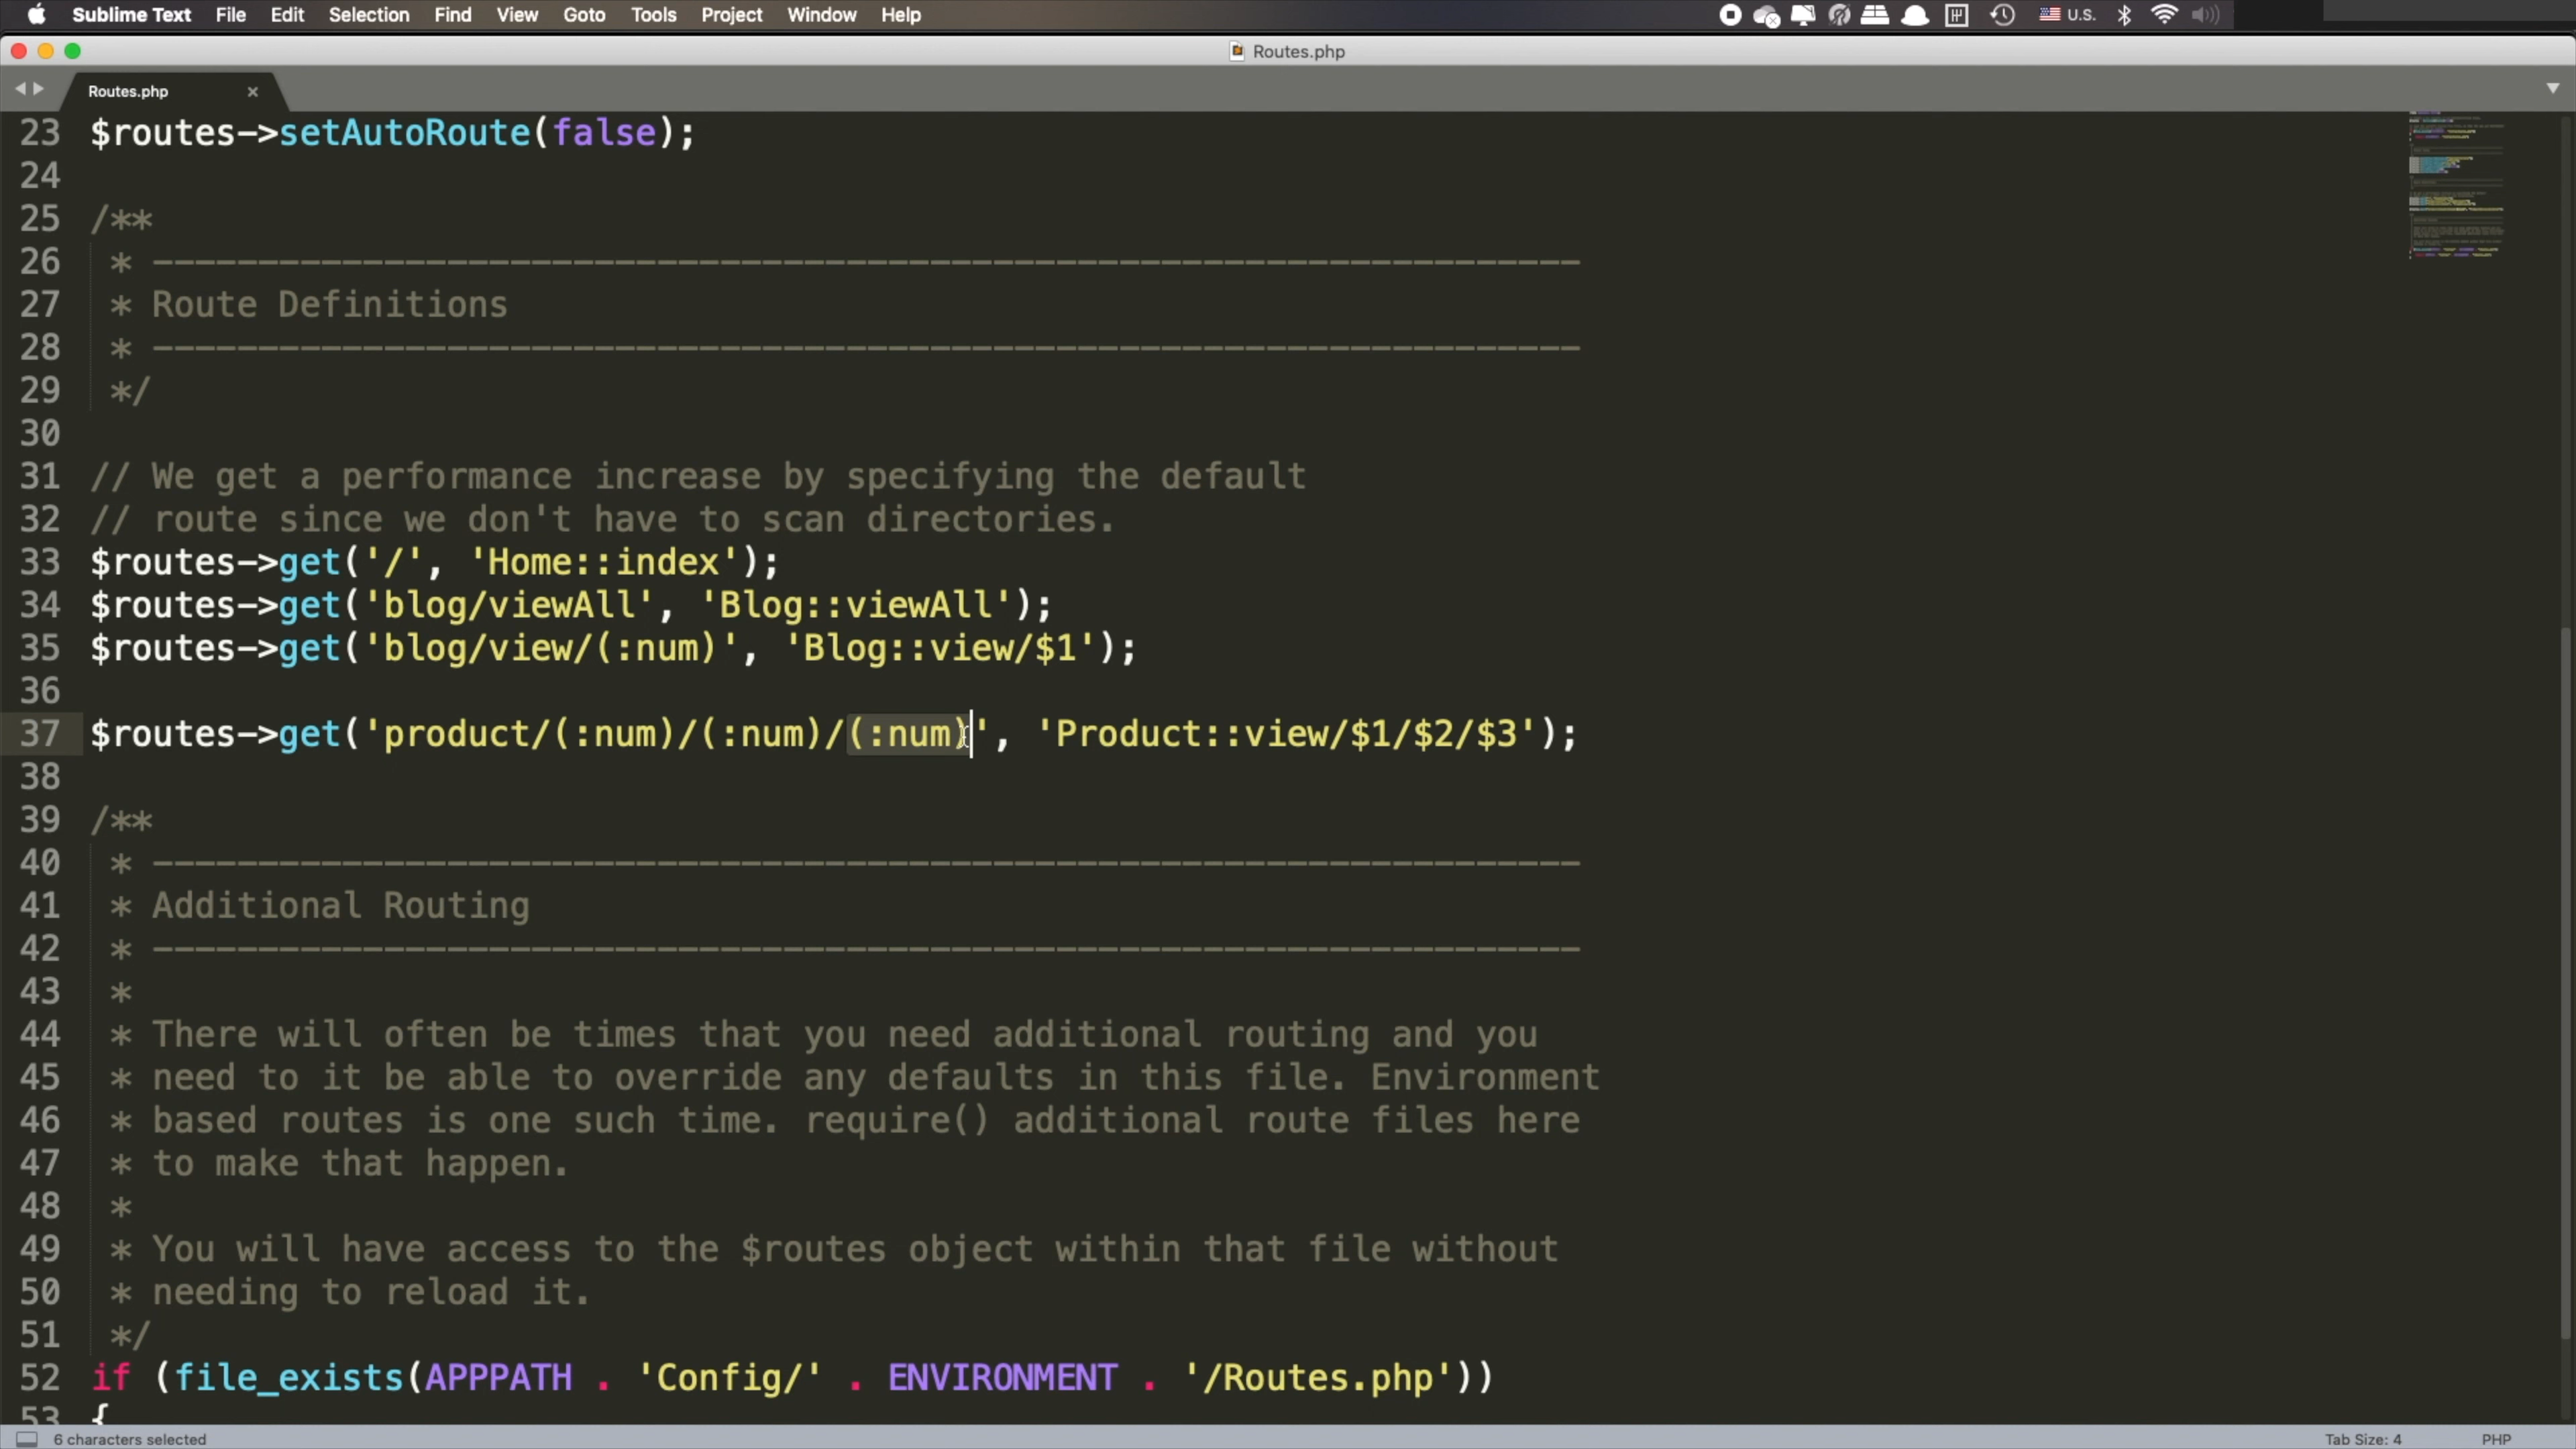 Sublime Text File Edit Selection Find View Goto Tools Project Window Help U.S.
Routes.php
Routes.php
23 $routes->setAutoRoute(false);
24
25 /**
26 * --------------------------------------------------------------------
27 * Route Definitions
28 * --------------------------------------------------------------------
29 */
30
31 // We get a performance increase by specifying the default
32 // route since we don't have to scan directories.
33 $routes->get('/', 'Home::index');
34 $routes->get('blog/viewAll', 'Blog::viewAll');
35 $routes->get('blog/view/(:num)', 'Blog::view/$1');
36
37 $routes->get('product/(:num)/(:num)/(:num)', 'Product::view/$1/$2/$3');
38
39 /**
40 * --------------------------------------------------------------------
41 * Additional Routing
42 * --------------------------------------------------------------------
43 *
44 * There will often be times that you need additional routing and you
45 * need to it be able to override any defaults in this file. Environment
46 * based routes is one such time. require() additional route files here
47 * to make that happen.
48 *
49 * You will have access to the $routes object within that file without
50 * needing to reload it.
51 */
52 if (file_exists(APPPATH . 'Config/' . ENVIRONMENT . '/Routes.php'))
53 {
6 characters selected Tab Size: 4 PHP